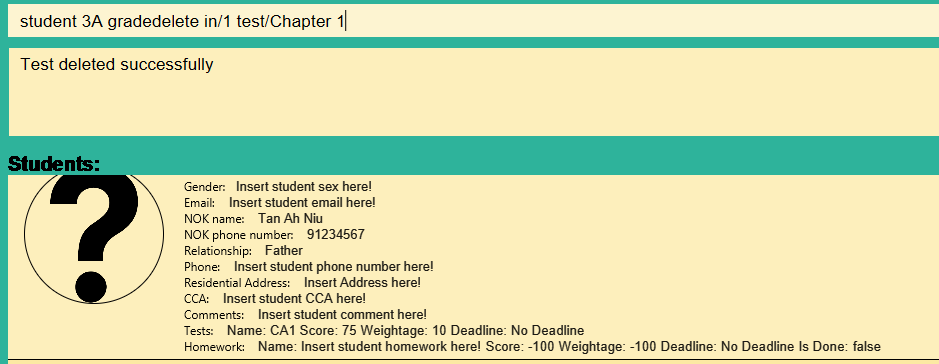 student 3A gradedelete in/1 test/Chapter 1
Test deleted successfully
Students:
?
Gender: Insert student sex here!
Email: Insert student email here!
NOK name: Tan Ah Niu
NOK phone number: 91234567
Relationship: Father
Phone: Insert student phone number here!
Residential Address: Insert Address here!
CCA: Insert student CCA here!
Comments: Insert student comment here!
Tests: Name: CA1 Score: 75 Weightage: 10 Deadline: No Deadline
Homework: Name: Insert student homework here! Score: -100 Weightage: -100 Deadline: No Deadline Is Done: false